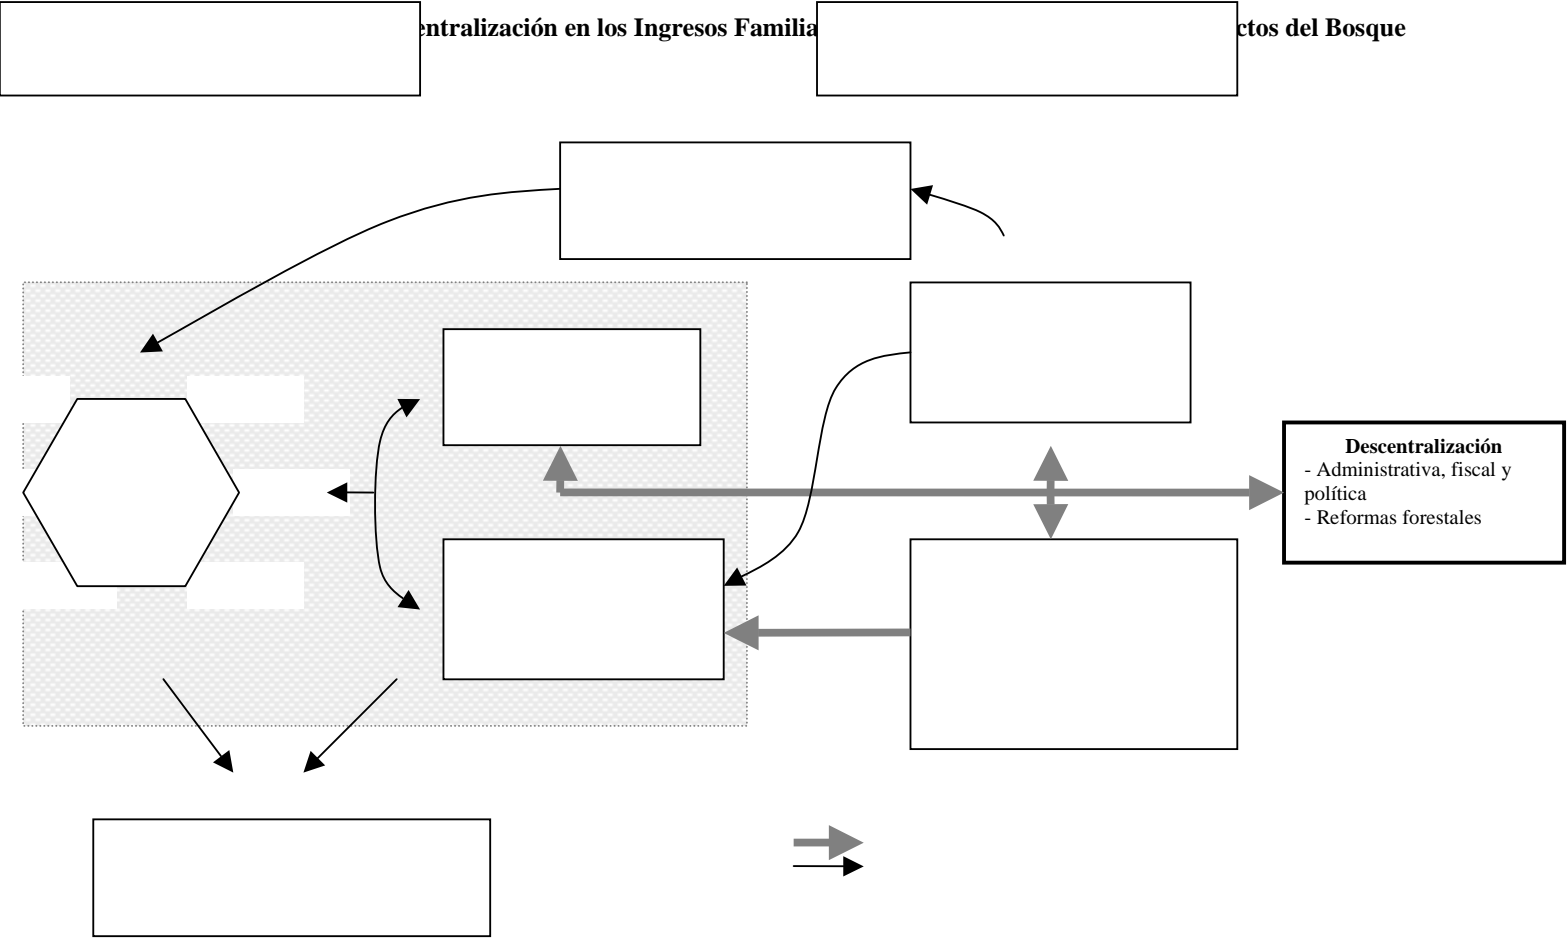 entralización en los Ingresos Familia
ctos del Bosque
Descentralización
- Administrativa, fiscal y
política
- Reformas forestales